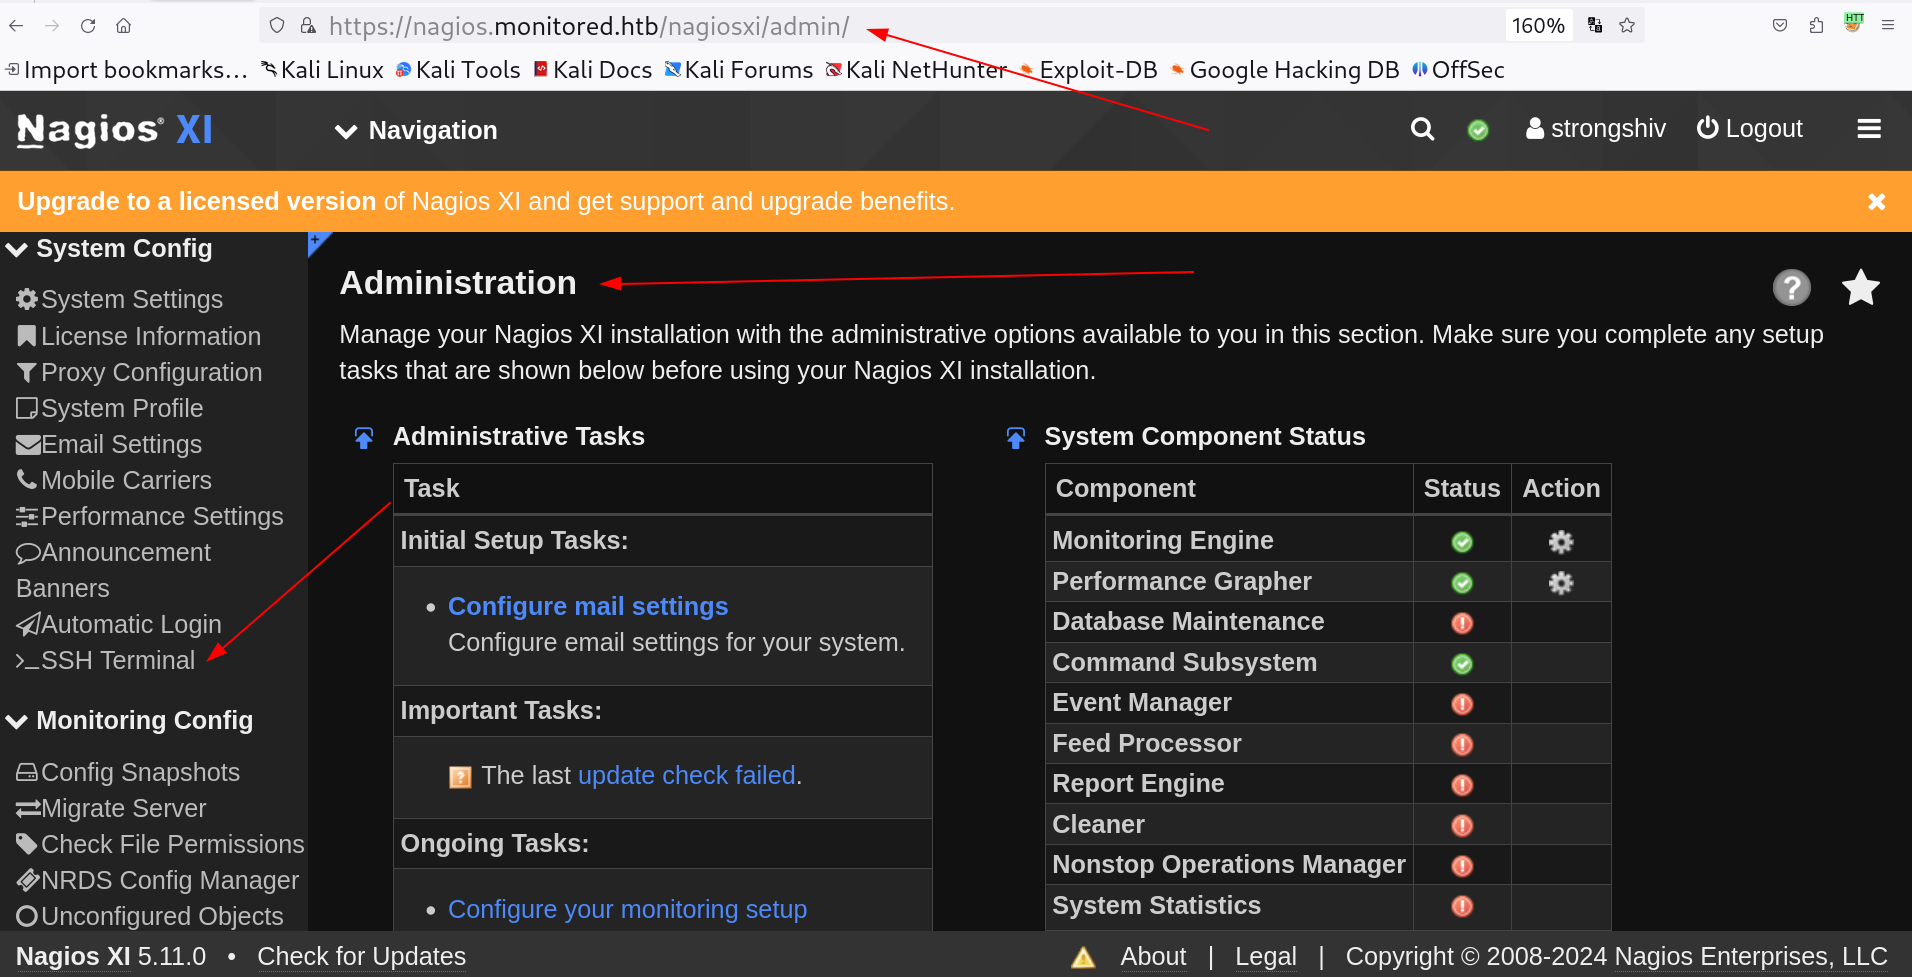 https://nagios.monitored.htb/nagiosxi/admin/
160%
HTT
Import bookmarks...
Kali Linux
Kali Tools
Kali Docs
Kali Forums
Kali NetHunter
Exploit-DB
Google Hacking DB
OffSec
Nagios® XI
Navigation
strongshiv
Logout
Upgrade to a licensed version of Nagios XI and get support and upgrade benefits.
System Config
System Settings
License Information
Proxy Configuration
System Profile
Email Settings
Mobile Carriers
Performance Settings
Announcement
Banners
Automatic Login
SSH Terminal
Monitoring Config
Config Snapshots
Migrate Server
Check File Permissions
NRDS Config Manager
Unconfigured Objects
Administration
Manage your Nagios XI installation with the administrative options available to you in this section. Make sure you complete any setup
tasks that are shown below before using your Nagios XI installation.
Administrative Tasks
Task
Initial Setup Tasks:
• Configure mail settings
Configure email settings for your system.
Important Tasks:
The last update check failed.
Ongoing Tasks:
• Configure your monitoring setup
System Component Status
Component Status Action
Monitoring Engine
Performance Grapher
Database Maintenance
Command Subsystem
Event Manager
Feed Processor
Report Engine
Cleaner
Nonstop Operations Manager
System Statistics
Nagios XI 5.11.0 • Check for Updates
About | Legal | Copyright © 2008-2024 Nagios Enterprises, LLC